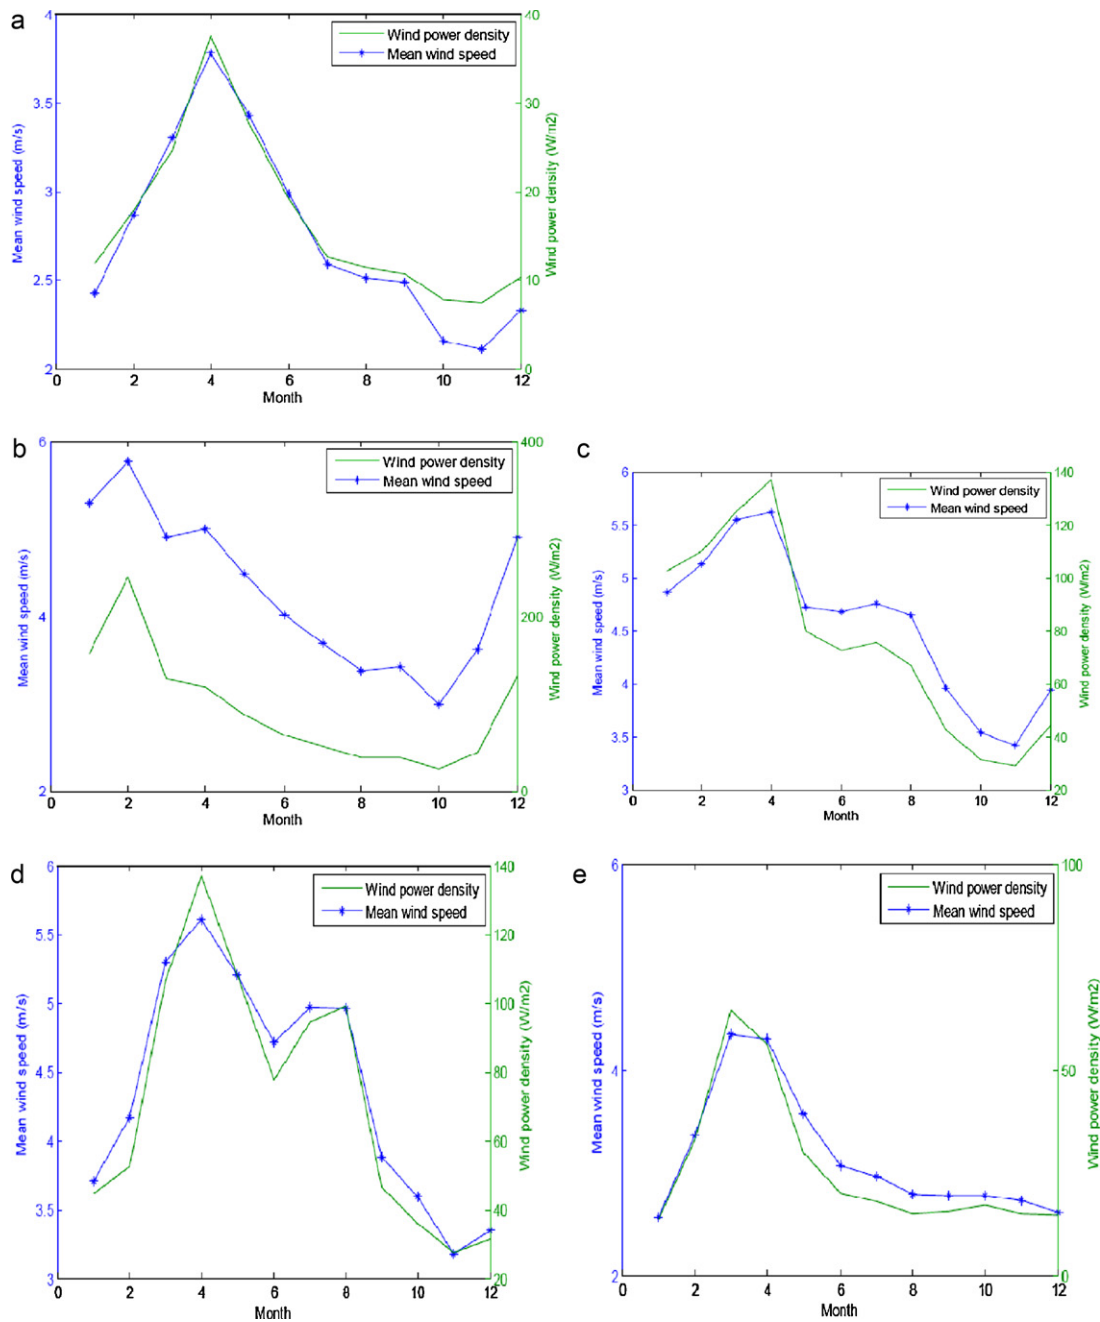 a
4
40
Wind power density
Mean wind speed
3.5
30
3
20
2.5
10
2
0
0
2
4
6
8
10
12
Month
Mean wind speed (m/s)
Wind power density (W/m2)
b
6
400
Wind power density
Mean wind speed
4
200
2
0
0
2
4
6
8
10
12
Month
Mean wind speed (m/s)
Wind power density (W/m2)
c
6
140
Wind power density
Mean wind speed
5.5
120
5
100
4.5
80
4
60
3.5
40
3
20
0
2
4
6
8
10
12
Month
Mean wind speed (m/s)
Wind power density (W/m2)
d
6
140
Wind power density
Mean wind speed
5.5
120
5
100
4.5
80
4
60
3.5
40
3
20
0
2
4
6
8
10
12
Month
Mean wind speed (m/s)
Wind power density (W/m2)
e
6
100
Wind power density
Mean wind speed
4
50
2
0
0
2
4
6
8
10
12
Month
Mean wind speed (m/s)
Wind power density (W/m2)